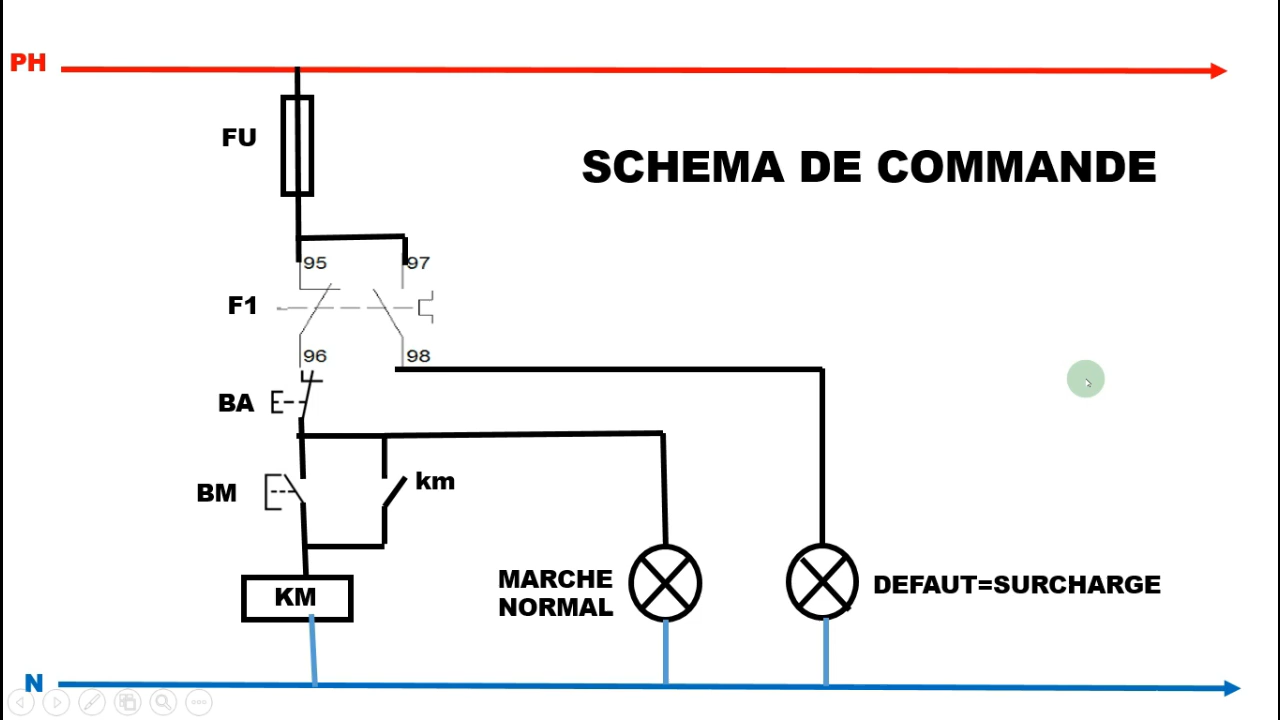 PH
FU
SCHEMA DE COMMANDE
95
97
F1
96
98
BA
BM
km
KM
MARCHE
NORMAL
DEFAUT=SURCHARGE
N